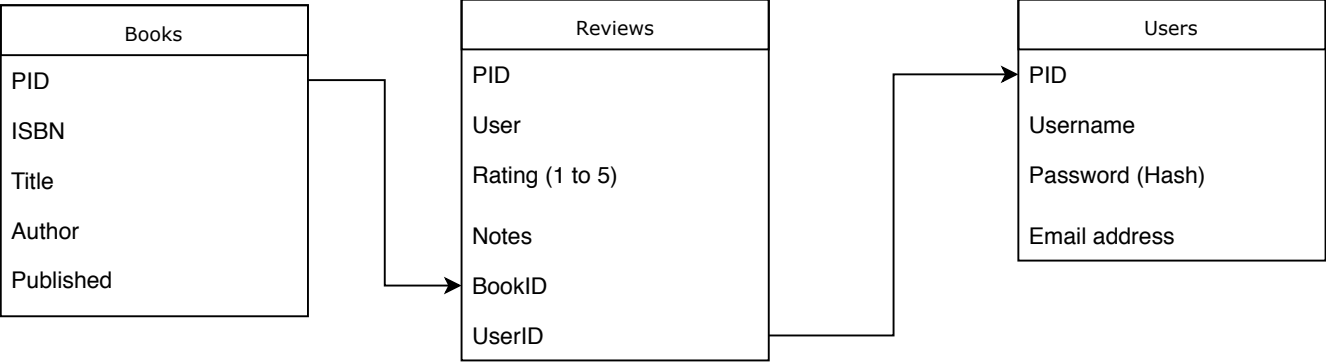 Books
PID
ISBN
Title
Author
Published
Reviews
PID
User
Rating (1 to 5)
Notes
BookID
UserID
Users
PID
Username
Password (Hash)
Email address